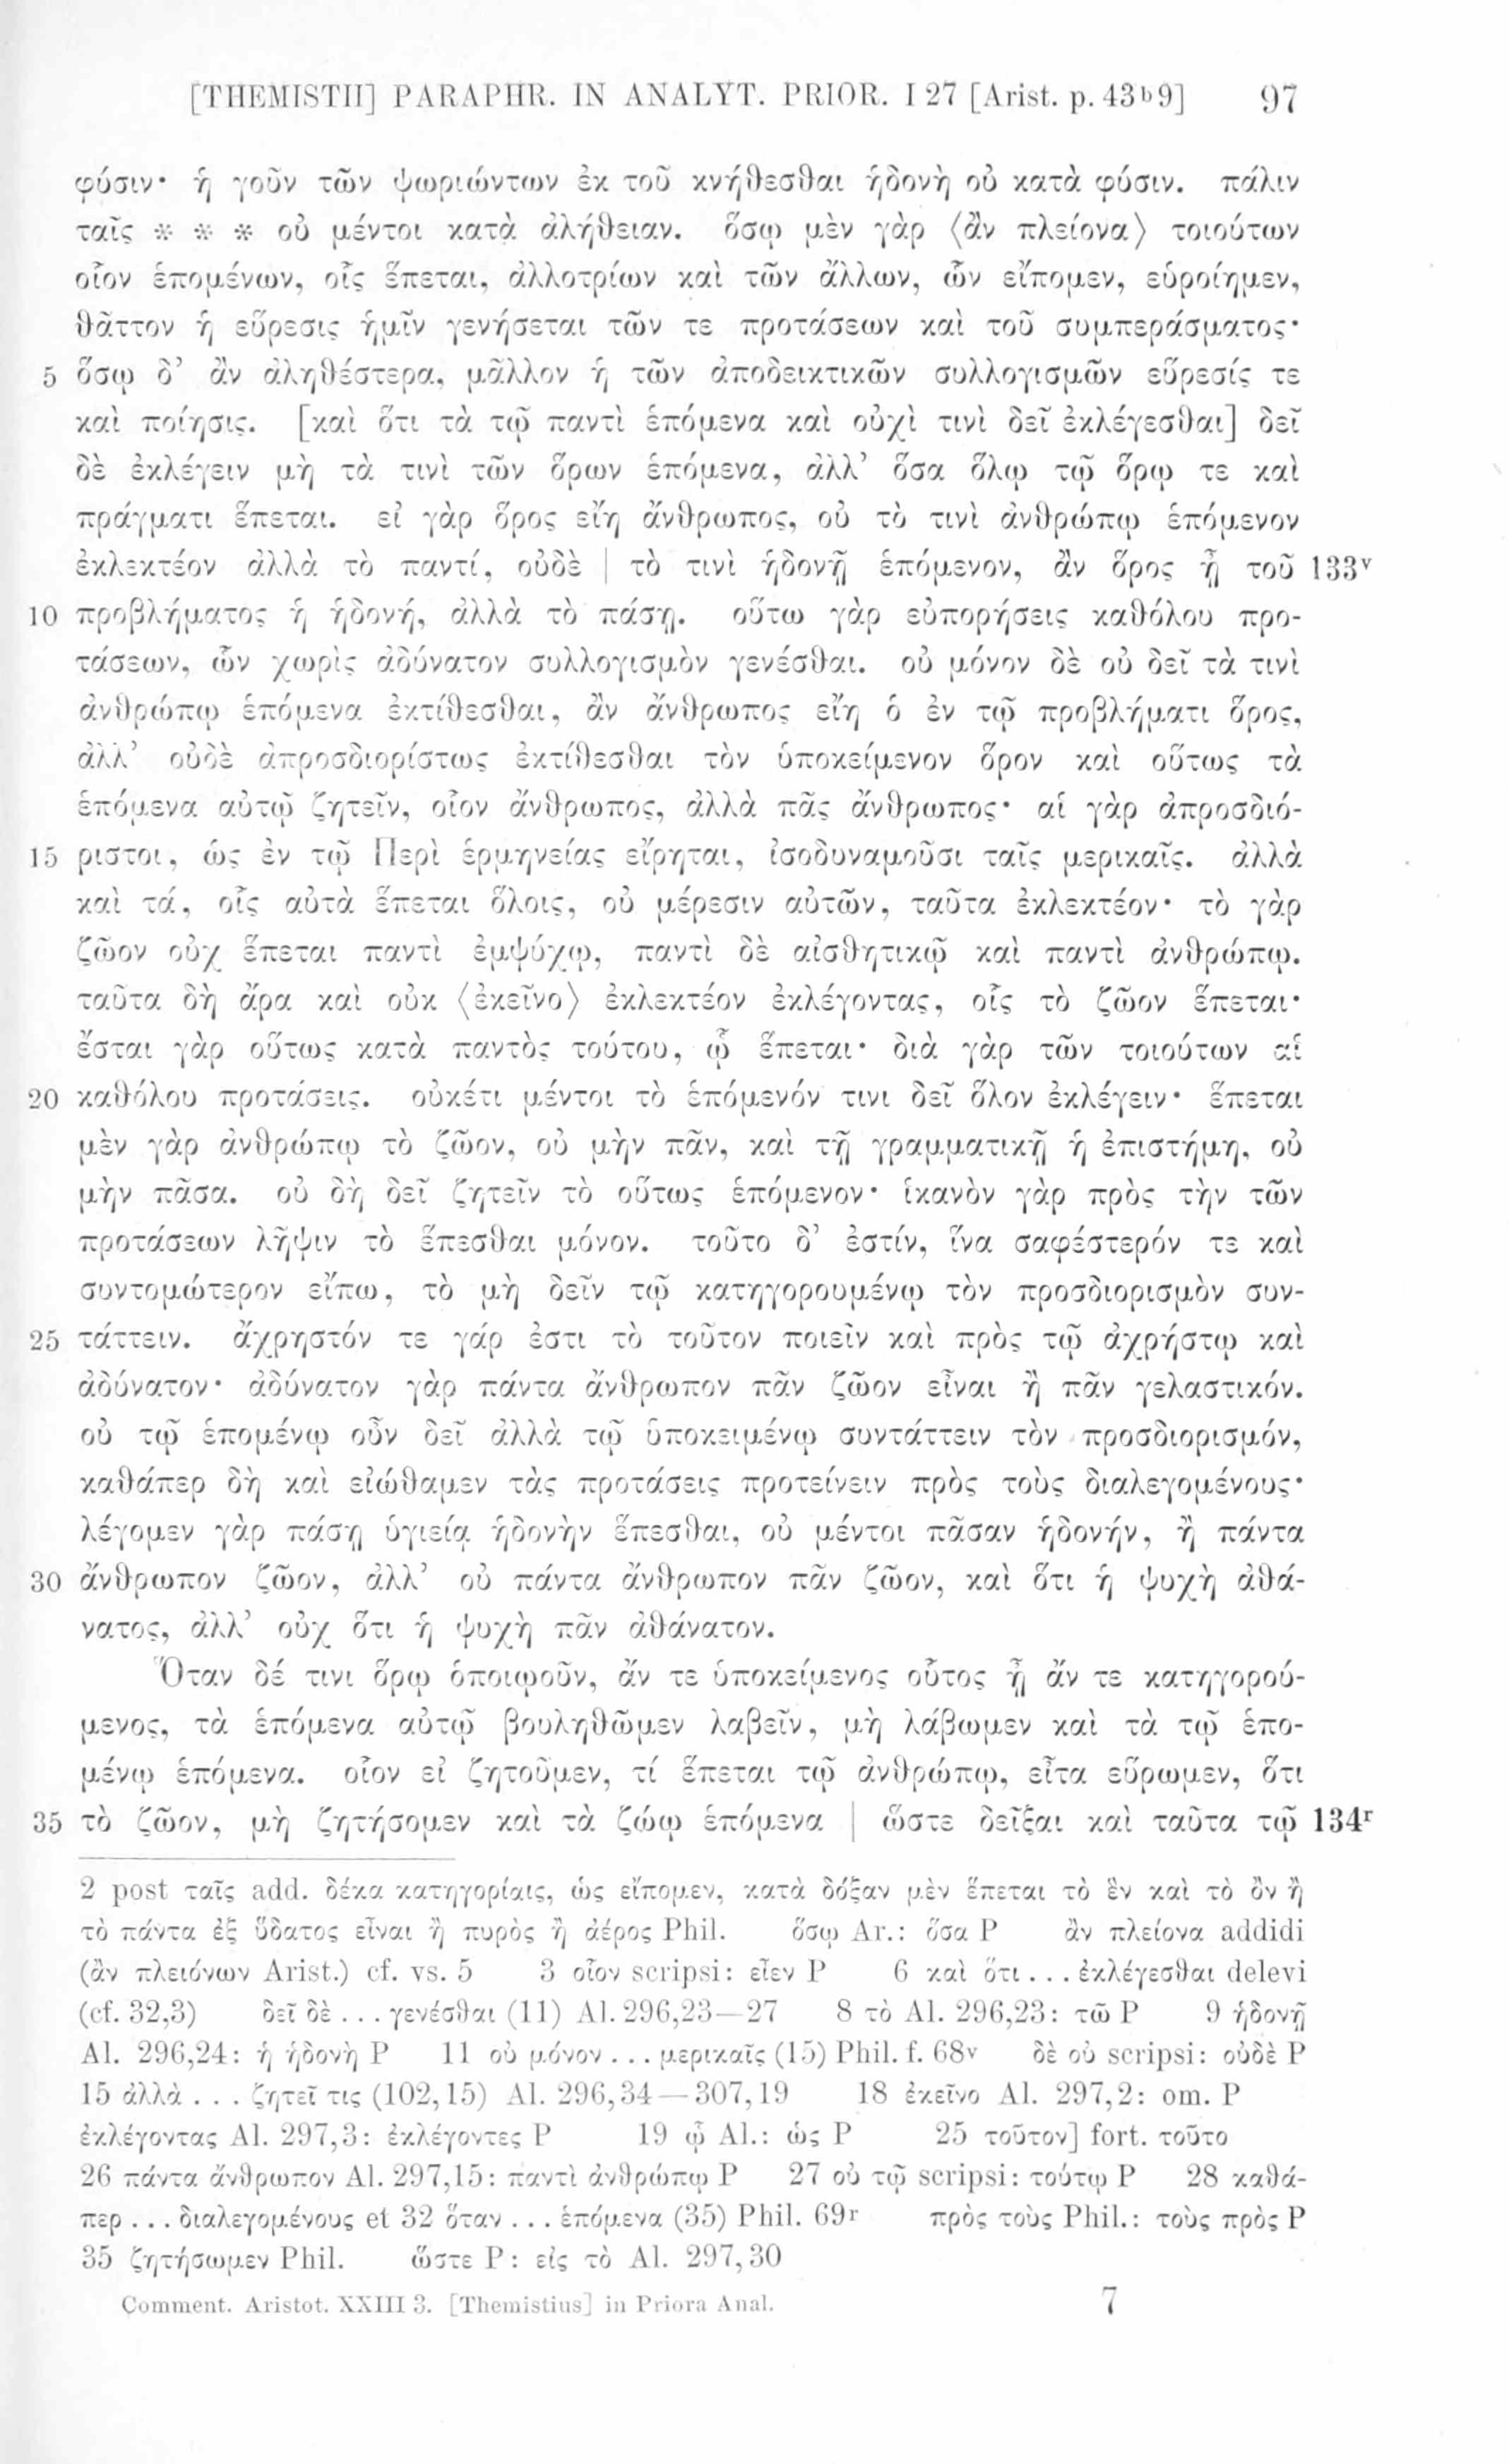 [THEMISTII] PARAPHR. IN ANALYT. PRIOR. I 27 [Arist. p. 43b9] 97
φύσιν· ἡ γοῦν τῶν ψωριώντων ἐκ τοῦ κνήθεσθαι ἡδονὴ οὐ κατὰ φύσιν. πάλιν
ταῖς * * * οὐ μέντοι κατὰ ἀλήθειαν. ὅσῳ μὲν γὰρ ⟨ἂν πλείονα⟩ τοιούτων
οἷον ἑπομένων, οἷς ἕπεται, ἀλλοτρίων καὶ τῶν ἄλλων, ὧν εἴπομεν, εὑροίημεν,
θᾶττον ἡ εὕρεσις ἡμῖν γενήσεται τῶν τε προτάσεων καὶ τοῦ συμπεράσματος·
5 ὅσῳ δ’ ἂν ἀληθέστερα, μᾶλλον ἡ τῶν ἀποδεικτικῶν συλλογισμῶν εὕρεσίς τε
καὶ ποίησις. [καὶ ὅτι τὰ τῷ παντὶ ἑπόμενα καὶ οὐχὶ τινὶ δεῖ ἐκλέγεσθαι] δεῖ
δὲ ἐκλέγειν μὴ τὰ τινὶ τῶν ὅρων ἑπόμενα, ἀλλ’ ὅσα ὅλῳ τῷ ὅρῳ τε καὶ
πράγματι ἕπεται. εἰ γὰρ ὅρος εἴη ἄνθρωπος, οὐ τὸ τινὶ ἀνθρώπῳ ἑπόμενον
ἐκλεκτέον ἀλλὰ τὸ παντί, οὐδὲ | τὸ τινὶ ἡδονῇ ἑπόμενον, ἂν ὅρος ᾖ τοῦ 133v
10 προβλήματος ἡ ἡδονή, ἀλλὰ τὸ πάσῃ. οὕτω γὰρ εὐπορήσεις καθόλου προ-
τάσεων, ὧν χωρὶς ἀδύνατον συλλογισμὸν γενέσθαι. οὐ μόνον δὲ οὐ δεῖ τὰ τινὶ
ἀνθρώπῳ ἑπόμενα ἐκτίθεσθαι, ἂν ἄνθρωπος εἴη ὁ ἐν τῷ προβλήματι ὅρος,
ἀλλ’ οὐδὲ ἀπροσδιορίστως ἐκτίθεσθαι τὸν ὑποκείμενον ὅρον καὶ οὕτως τὰ
ἑπόμενα αὐτῷ ζητεῖν, οἷον ἄνθρωπος, ἀλλὰ πᾶς ἄνθρωπος· αἱ γὰρ ἀπροσδιό-
15 ριστοι, ὡς ἐν τῷ Περὶ ἑρμηνείας εἴρηται, ἰσοδυναμοῦσι ταῖς μερικαῖς. ἀλλὰ
καὶ τά, οἷς αὐτὰ ἕπεται ὅλοις, οὐ μέρεσιν αὐτῶν, ταῦτα ἐκλεκτέον· τὸ γὰρ
ζῷον οὐχ ἕπεται παντὶ ἐμψύχῳ, παντὶ δὲ αἰσθητικῷ καὶ παντὶ ἀνθρώπῳ.
ταῦτα δὴ ἄρα καὶ οὐκ ⟨ἐκεῖνο⟩ ἐκλεκτέον ἐκλέγοντας, οἷς τὸ ζῷον ἕπεται·
ἔσται γὰρ οὕτως κατὰ παντὸς τούτου, ᾧ ἕπεται· διὰ γὰρ τῶν τοιούτων αἱ
20 καθόλου προτάσεις. οὐκέτι μέντοι τὸ ἑπόμενόν τινι δεῖ ὅλον ἐκλέγειν· ἕπεται
μὲν γὰρ ἀνθρώπῳ τὸ ζῷον, οὐ μὴν πᾶν, καὶ τῇ γραμματικῇ ἡ ἐπιστήμη, οὐ
μὴν πᾶσα. οὐ δὴ δεῖ ζητεῖν τὸ οὕτως ἑπόμενον· ἱκανὸν γὰρ πρὸς τὴν τῶν
προτάσεων λῆψιν τὸ ἕπεσθαι μόνον. τοῦτο δ’ ἐστίν, ἵνα σαφέστερόν τε καὶ
συντομώτερον εἴπω, τὸ μὴ δεῖν τῷ κατηγορουμένῳ τὸν προσδιορισμὸν συν-
25 τάττειν. ἄχρηστόν τε γάρ ἐστι τὸ τοῦτον ποιεῖν καὶ πρὸς τῷ ἀχρήστῳ καὶ
ἀδύνατον· ἀδύνατον γὰρ πάντα ἄνθρωπον πᾶν ζῷον εἶναι ἢ πᾶν γελαστικόν.
οὐ τῷ ἑπομένῳ οὖν δεῖ ἀλλὰ τῷ ὑποκειμένῳ συντάττειν τὸν προσδιορισμόν,
καθάπερ δὴ καὶ εἰώθαμεν τὰς προτάσεις προτείνειν πρὸς τοὺς διαλεγομένους·
λέγομεν γὰρ πάσῃ ὑγιείᾳ ἡδονὴν ἕπεσθαι, οὐ μέντοι πᾶσαν ἡδονήν, ἢ πάντα
30 ἄνθρωπον ζῷον, ἀλλ’ οὐ πάντα ἄνθρωπον πᾶν ζῷον, καὶ ὅτι ἡ ψυχὴ ἀθά-
νατος, ἀλλ’ οὐχ ὅτι ἡ ψυχὴ πᾶν ἀθάνατον.
Ὅταν δέ τινι ὅρῳ ὁποιῳοῦν, ἄν τε ὑποκείμενος οὗτος ᾖ ἄν τε κατηγορού-
μενος, τὰ ἑπόμενα αὐτῷ βουληθῶμεν λαβεῖν, μὴ λάβωμεν καὶ τὰ τῷ ἑπο-
μένῳ ἑπόμενα. οἷον εἰ ζητοῦμεν, τί ἕπεται τῷ ἀνθρώπῳ, εἶτα εὕρωμεν, ὅτι
35 τὸ ζῷον, μὴ ζητήσομεν καὶ τὰ ζῴῳ ἑπόμενα | ὥστε δεῖξαι καὶ ταῦτα τῷ 134r
2 post ταῖς add. δέκα κατηγορίαις, ὡς εἴπομεν, κατὰ δόξαν μὲν ἕπεται τὸ ἓν καὶ τὸ ὂν ἢ
τὸ πάντα ἐξ ὕδατος εἶναι ἢ πυρὸς ἢ ἀέρος Phil. ὅσῳ Ar.: ὅσα P ἂν πλείονα addidi
(ἂν πλειόνων Arist.) cf. vs. 5 3 οἷον scripsi: εἶεν P 6 καὶ ὅτι . . . ἐκλέγεσθαι delevi
(cf. 32,3) δεῖ δὲ . . . γενέσθαι (11) Al. 296,23—27 8 τὸ Al. 296,23: τῶ P 9 ἡδονῇ
Al. 296,24: ἡ ἡδονὴ P 11 οὐ μόνον . . . μερικαῖς (15) Phil. f. 68v δὲ οὐ scripsi: οὐδὲ P
15 ἀλλὰ . . . ζητεῖ τις (102,15) Al. 296,34—307,19 18 ἐκεῖνο Al. 297,2: om. P
ἐκλέγοντας Al. 297,3: ἐκλέγοντες P 19 ᾧ Al.: ὡς P 25 τοῦτον] fort. τοῦτο
26 πάντα ἄνθρωπον Al. 297,15: παντὶ ἀνθρώπῳ P 27 οὐ τῷ scripsi: τούτῳ P 28 καθά-
περ . . . διαλεγομένους et 32 ὅταν . . . ἑπόμενα (35) Phil. 69r πρὸς τοὺς Phil.: τοὺς πρὸς P
35 ζητήσωμεν Phil. ὥστε P: εἰς τὸ Al. 297,30
Comment. Aristot. XXIII 3. [Themistius] in Priora Anal. 7